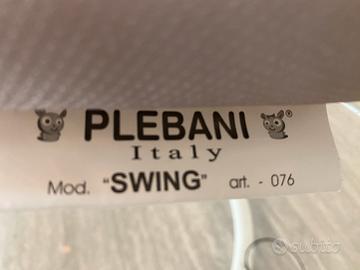 PLEBANI®
Italy
Mod. "SWING" art. - 076
subito